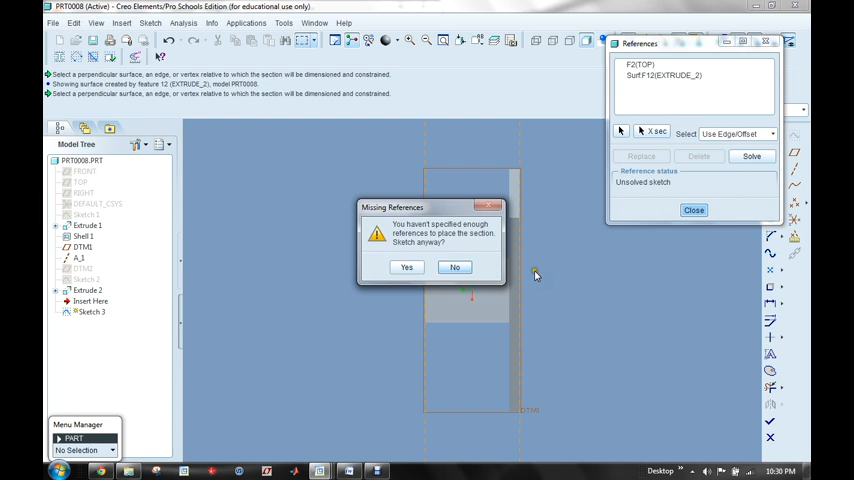 PRT0008 (Active) - Creo Elements/Pro Schools Edition (for educational use only)
File Edit View Insert Sketch Analysis Info Applications Tools Window Help
Select a perpendicular surface, an edge, or vertex relative to which the section will be dimensioned and constrained.
Showing surface created by feature 12 (EXTRUDE_2), model PRT0008.
Select a perpendicular surface, an edge, or vertex relative to which the section will be dimensioned and constrained.
Model Tree
PRT0008.PRT
FRONT
TOP
RIGHT
DEFAULT_CSYS
Sketch 1
Extrude 1
Shell 1
DTM1
A_1
DTM2
Sketch 2
Extrude 2
Insert Here
*Sketch 3
Menu Manager
PART
No Selection
Missing References
You haven't specified enough
references to place the section.
Sketch anyway?
Yes No
DTM1
References
F2(TOP)
Surf:F12(EXTRUDE_2)
X sec Select Use Edge/Offset
Replace Delete Solve
Reference status
Unsolved sketch
Close
Desktop 10:30 PM